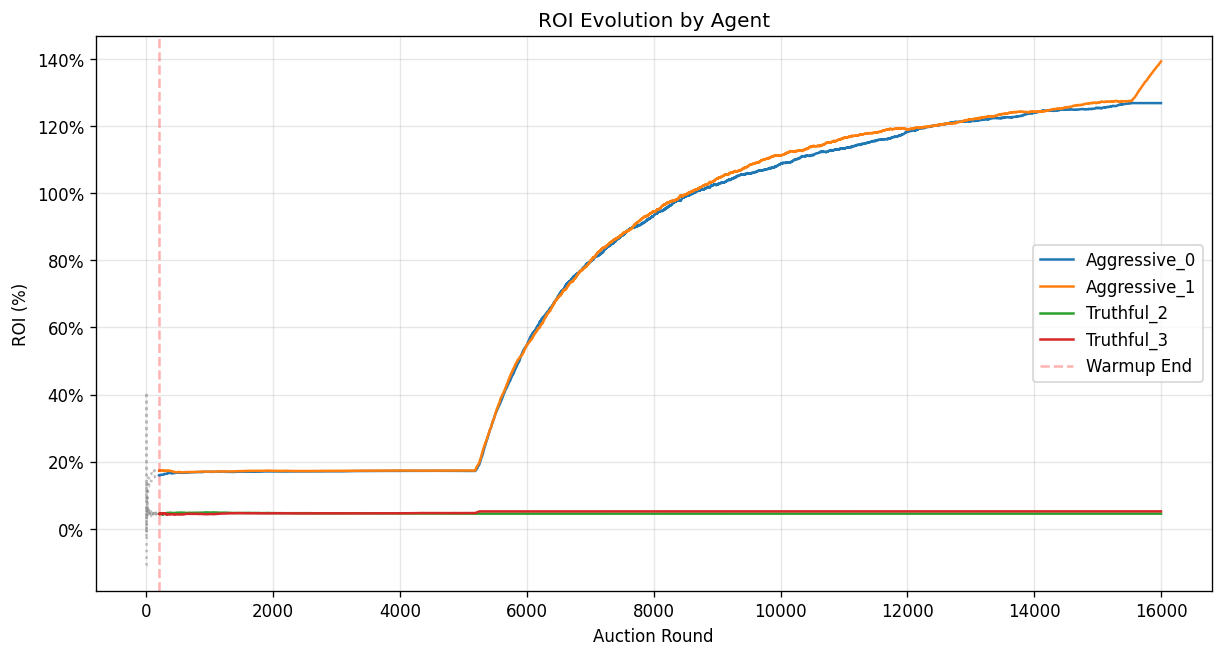 ROI Evolution by Agent
140%
120%
100%
80%
60%
40%
20%
0%
ROI (%)
Aggressive_0
Aggressive_1
Truthful_2
Truthful_3
Warmup End
0 2000 4000 6000 8000 10000 12000 14000 16000
Auction Round